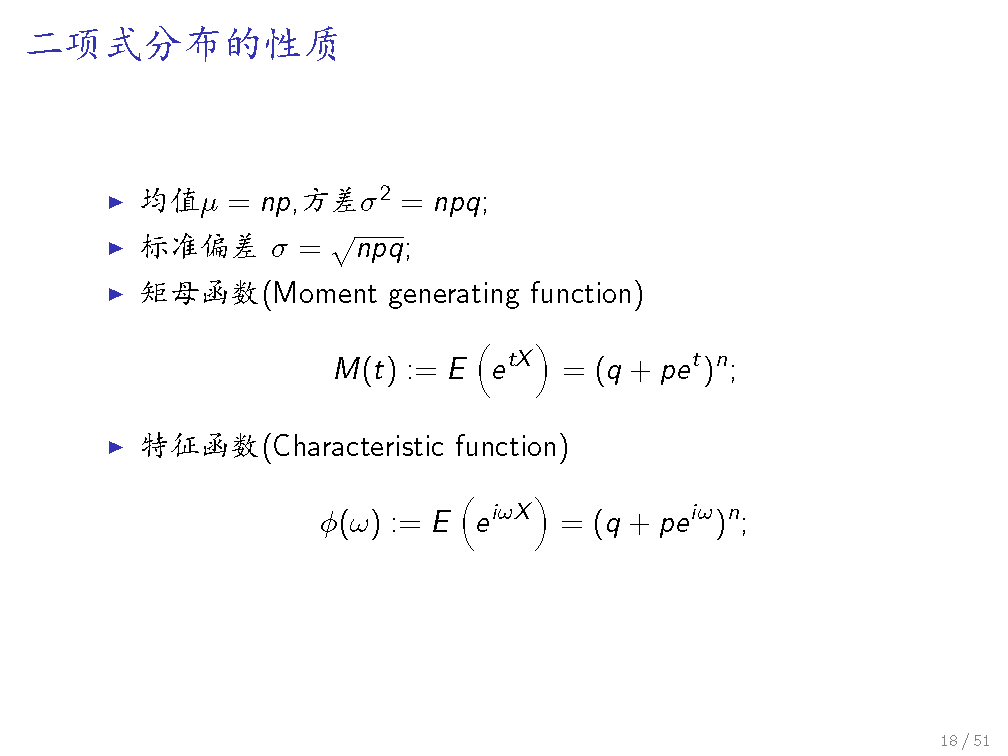 二项式分布的性质
▶ 均值μ = np,方差σ² = npq;
▶ 标准偏差 σ = √npq;
▶ 矩母函数(Moment generating function)
M(t) := E (e^{tX}) = (q + pe^t)^n;
▶ 特征函数(Characteristic function)
ϕ(ω) := E (e^{iωX}) = (q + pe^{iω})^n;
18 / 51